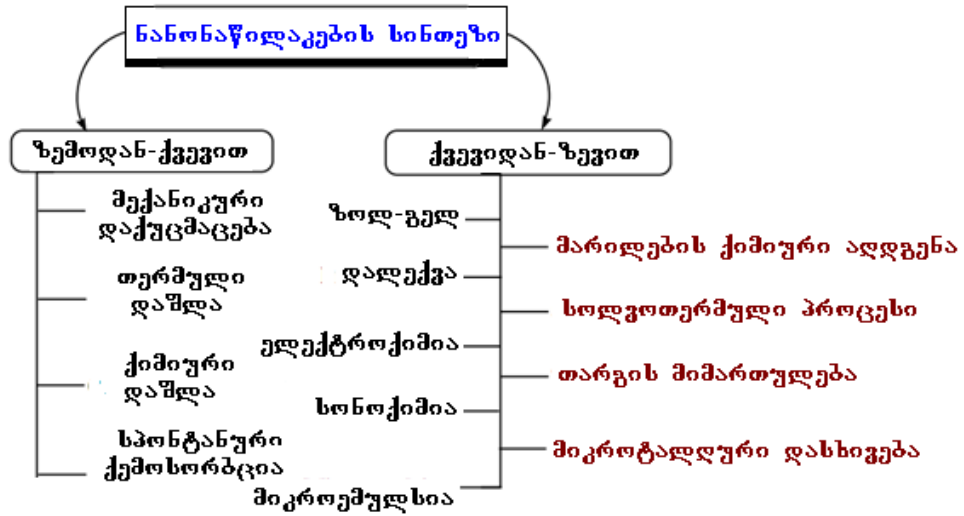 ნანონაწილაკების სინთეზი
ზემოდან-ქვევით
მექანიკური
დაქუცმაცება
თერმული
დაშლა
ქიმიური
დაშლა
სპონტანური
ქემოსორბცია
ქვევიდან-ზევით
ზოლ-გელ
დალექვა
ელექტროქიმია
სონოქიმია
მიკროემულსია
მარილების ქიმიური აღდგენა
სოლვოთერმული პროცესი
თარგის მიმართულება
მიკროტალღური დასხივება